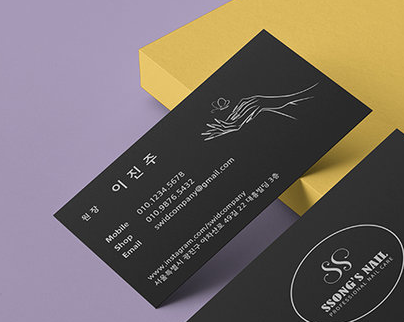 원장 이진주
Mobile 010.1234.5678
Shop 010.9876.5432
Email swidcompany@gmail.com
www.instagram.com/swidcompany
서울특별시 광진구 아차산로 49길 22 대흥빌딩 3층
SS
SSONG'S NAIL
PROFESSIONAL NAIL CARE